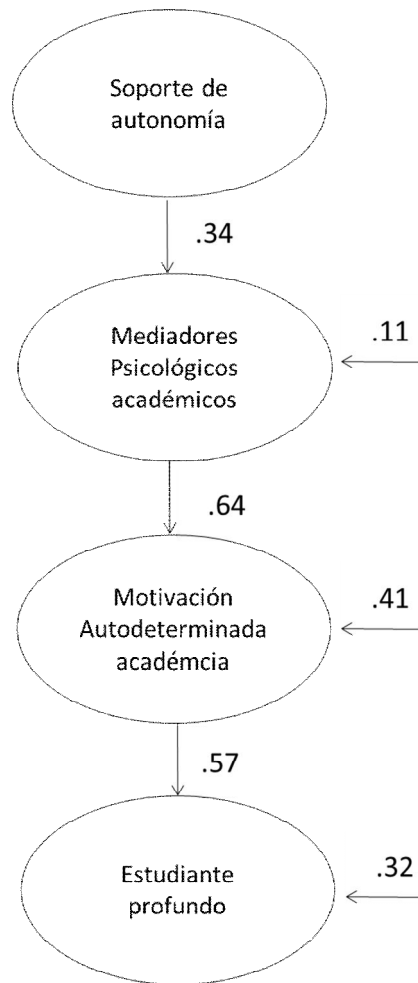 Soporte de
autonomía
.34
Mediadores
Psicológicos
académicos
.11
.64
Motivación
Autodeterminada
académcia
.41
.57
Estudiante
profundo
.32